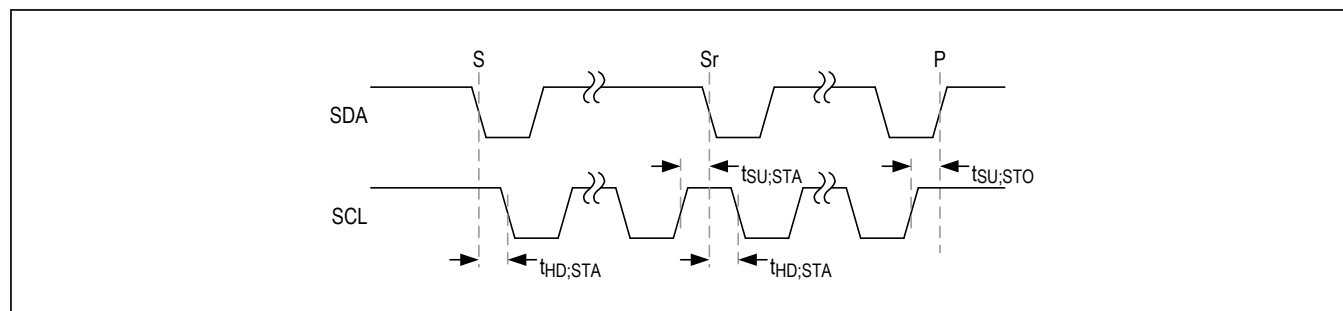 S Sr P
SDA
tSU;STA tSU;STO
SCL
tHD;STA tHD;STA